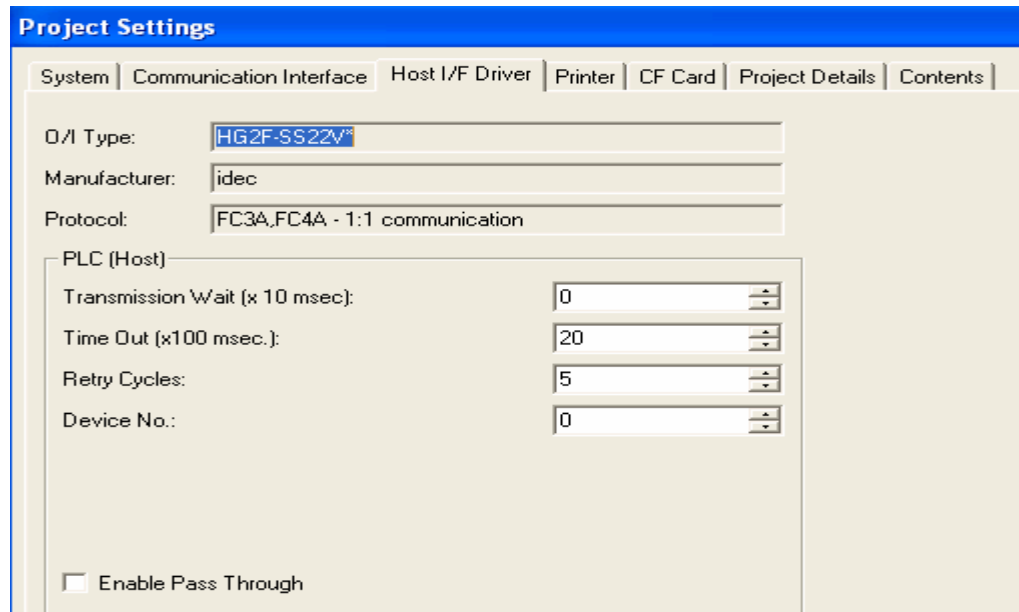 Project Settings
System Communication Interface Host I/F Driver Printer CF Card Project Details Contents
O/I Type: HG2F-SS22V*
Manufacturer: idec
Protocol: FC3A,FC4A - 1:1 communication
PLC (Host)
Transmission Wait (x 10 msec): 0
Time Out (x100 msec.): 20
Retry Cycles: 5
Device No.: 0
Enable Pass Through